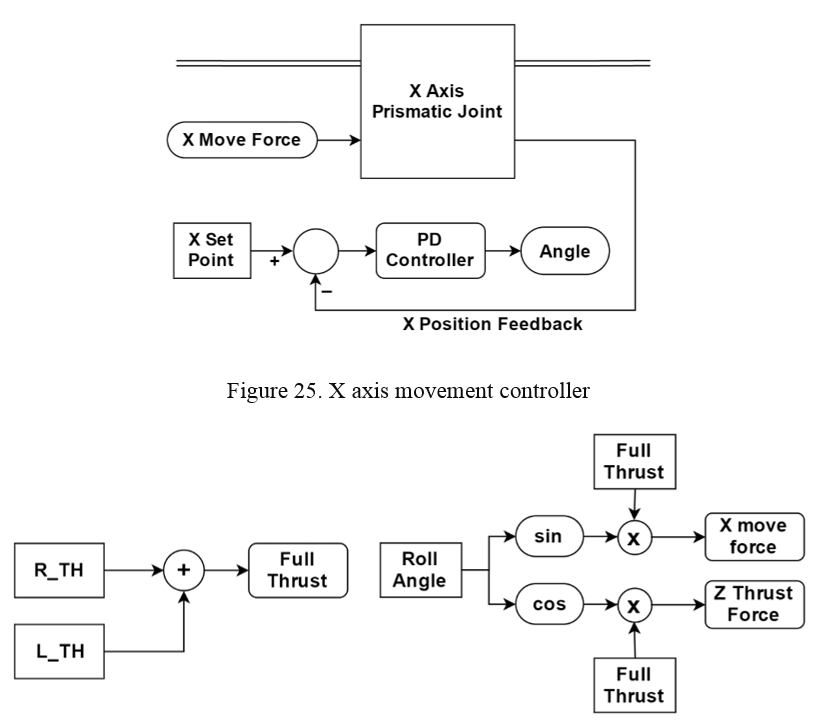 X Axis
Prismatic Joint
X Move Force
X Set
Point
+
−
PD
Controller
Angle
X Position Feedback
Figure 25. X axis movement controller
R_TH
L_TH
+
Full
Thrust
Roll
Angle
Full
Thrust
sin
x
X move
force
cos
x
Z Thrust
Force
Full
Thrust